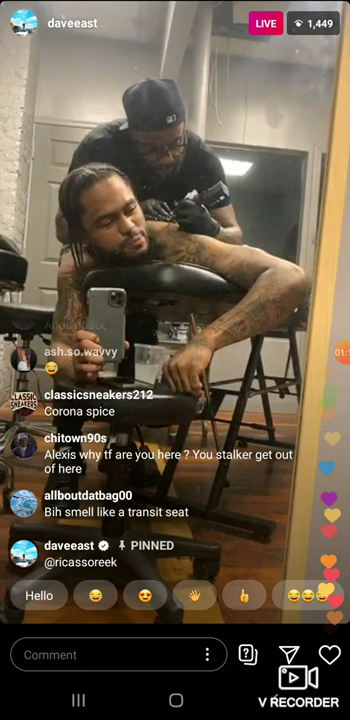 daveeast
LIVE
1,449
ash.so.wavvy
😂
classicsneakers212
Corona spice
chitown90s
Alexis why tf are you here ? You stalker get out
of here
allboutdatbag00
Bih smell like a transit seat
daveeast PINNED
@ricassoreek
Hello 😂 😍 👋 👍 😂😂😂
Comment
V RECORDER